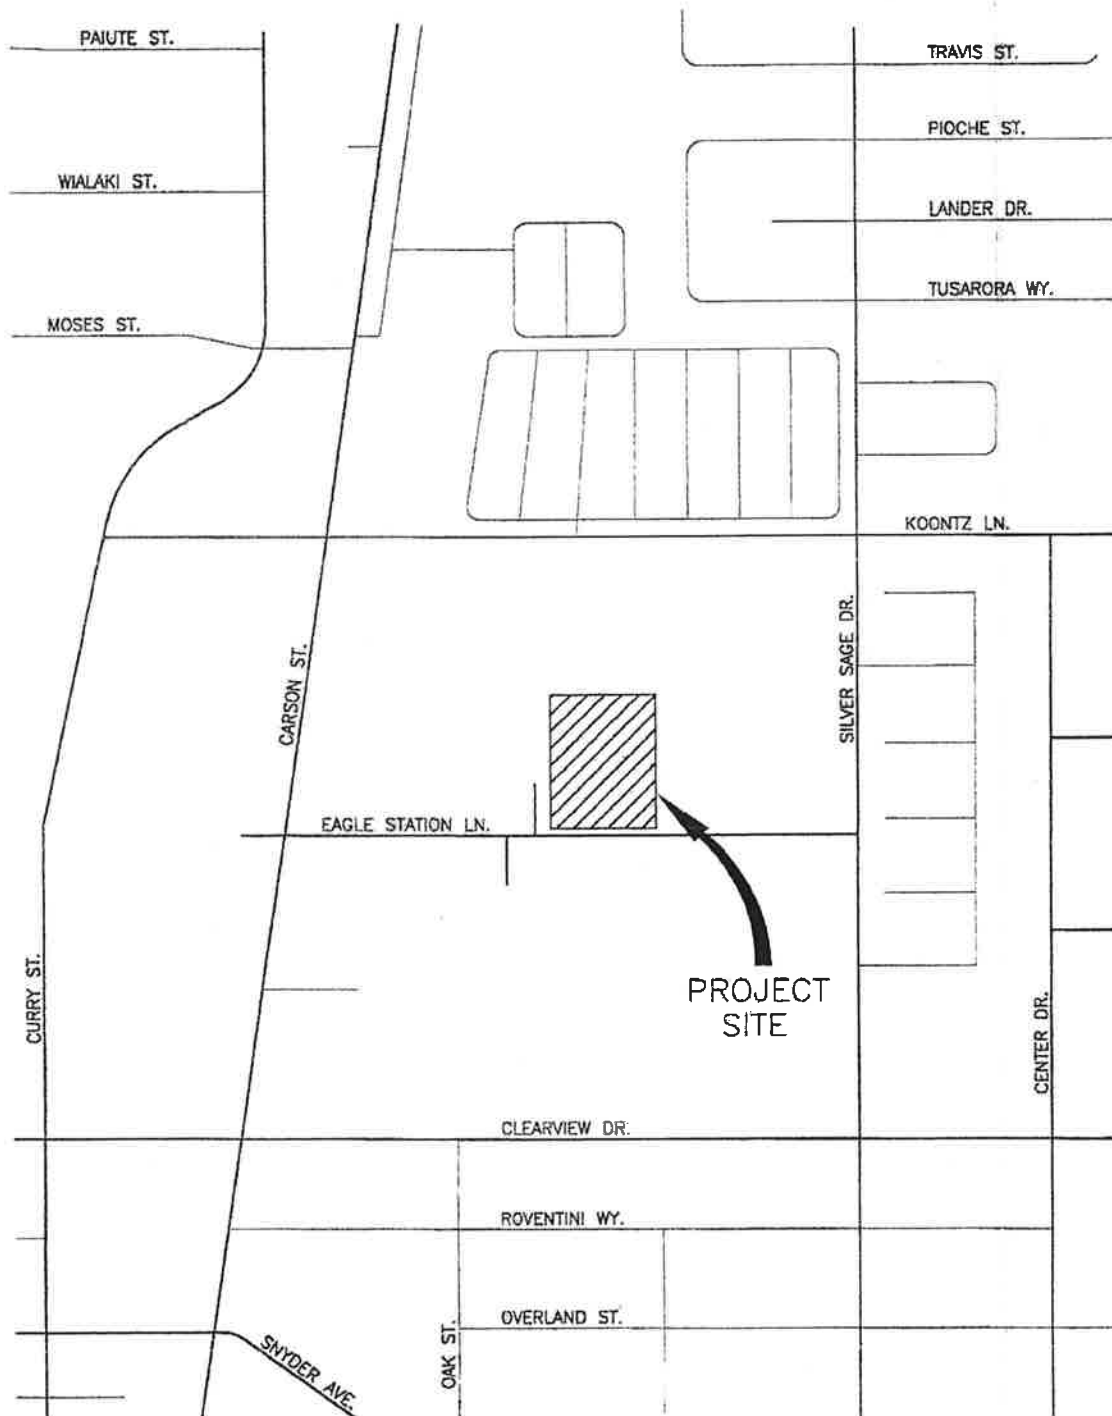 PAIUTE ST.
TRAVIS ST.
PIOCHE ST.
WIALAKI ST.
LANDER DR.
TUSARORA WY.
MOSES ST.
KOONTZ LN.
SILVER SAGE DR.
CARSON ST.
EAGLE STATION LN.
CURRY ST.
PROJECT
SITE
CENTER DR.
CLEARVIEW DR.
ROVENTINI WY.
OVERLAND ST.
OAK ST.
SNYDER AVE.